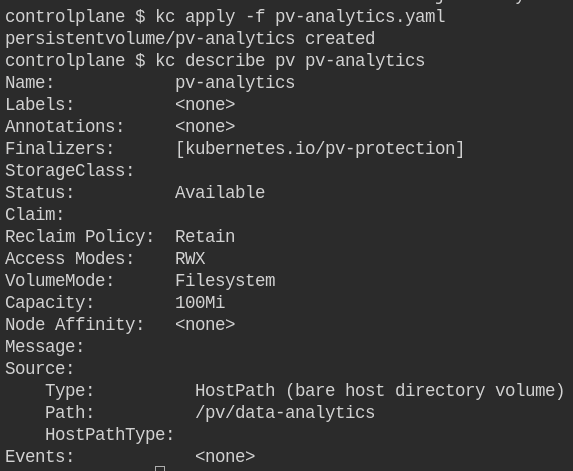 controlplane $ kc apply -f pv-analytics.yaml
persistentvolume/pv-analytics created
controlplane $ kc describe pv pv-analytics
Name:            pv-analytics
Labels:          <none>
Annotations:     <none>
Finalizers:      [kubernetes.io/pv-protection]
StorageClass:
Status:          Available
Claim:
Reclaim Policy:  Retain
Access Modes:    RWX
VolumeMode:      Filesystem
Capacity:        100Mi
Node Affinity:   <none>
Message:
Source:
    Type:          HostPath (bare host directory volume)
    Path:          /pv/data-analytics
    HostPathType:
Events:            <none>